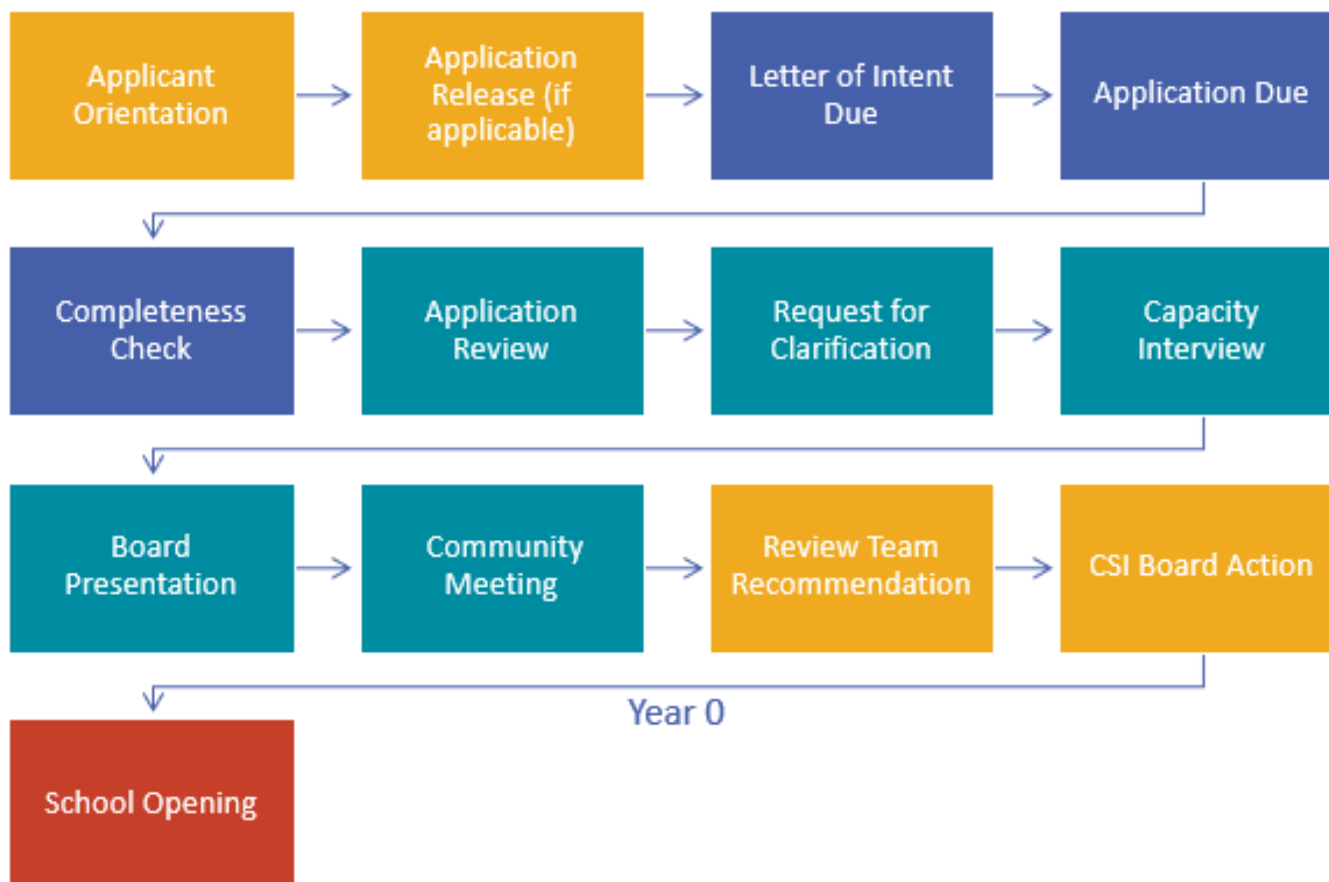 Applicant
Orientation
Application
Release (if
applicable)
Letter of Intent
Due
Application Due
Completeness
Check
Application
Review
Request for
Clarification
Capacity
Interview
Board
Presentation
Community
Meeting
Review Team
Recommendation
CSI Board Action
Year 0
School Opening